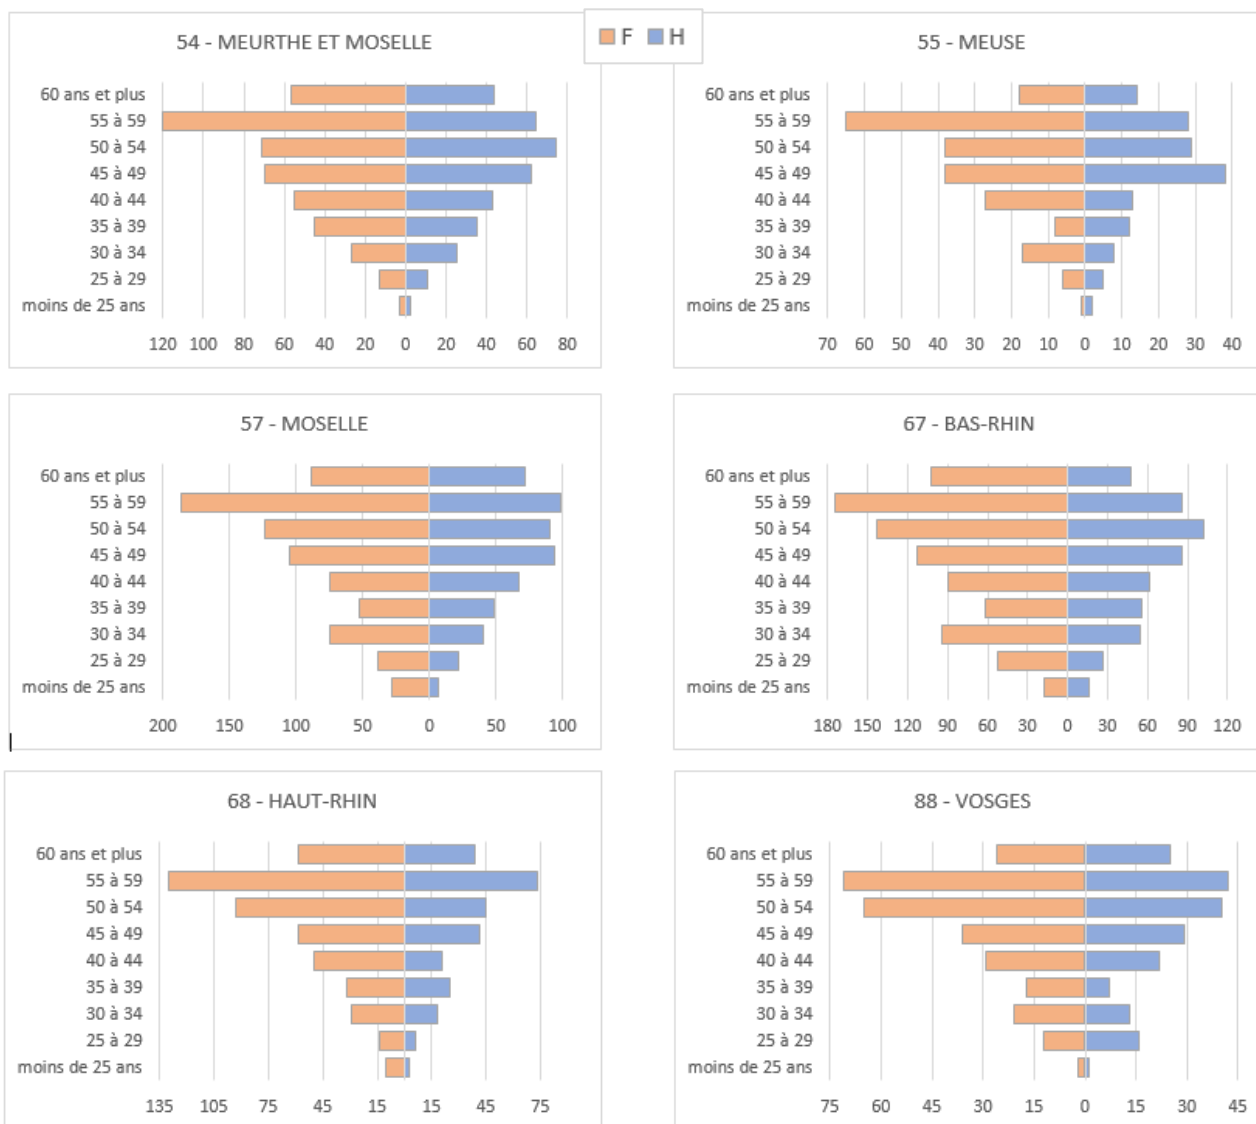 F H
54 - MEURTHE ET MOSELLE
60 ans et plus
55 à 59
50 à 54
45 à 49
40 à 44
35 à 39
30 à 34
25 à 29
moins de 25 ans
120 100 80 60 40 20 0 20 40 60 80
55 - MEUSE
60 ans et plus
55 à 59
50 à 54
45 à 49
40 à 44
35 à 39
30 à 34
25 à 29
moins de 25 ans
70 60 50 40 30 20 10 0 10 20 30 40
57 - MOSELLE
60 ans et plus
55 à 59
50 à 54
45 à 49
40 à 44
35 à 39
30 à 34
25 à 29
moins de 25 ans
200 150 100 50 0 50 100
67 - BAS-RHIN
60 ans et plus
55 à 59
50 à 54
45 à 49
40 à 44
35 à 39
30 à 34
25 à 29
moins de 25 ans
180 150 120 90 60 30 0 30 60 90 120
68 - HAUT-RHIN
60 ans et plus
55 à 59
50 à 54
45 à 49
40 à 44
35 à 39
30 à 34
25 à 29
moins de 25 ans
135 105 75 45 15 15 45 75
88 - VOSGES
60 ans et plus
55 à 59
50 à 54
45 à 49
40 à 44
35 à 39
30 à 34
25 à 29
moins de 25 ans
75 60 45 30 15 0 15 30 45